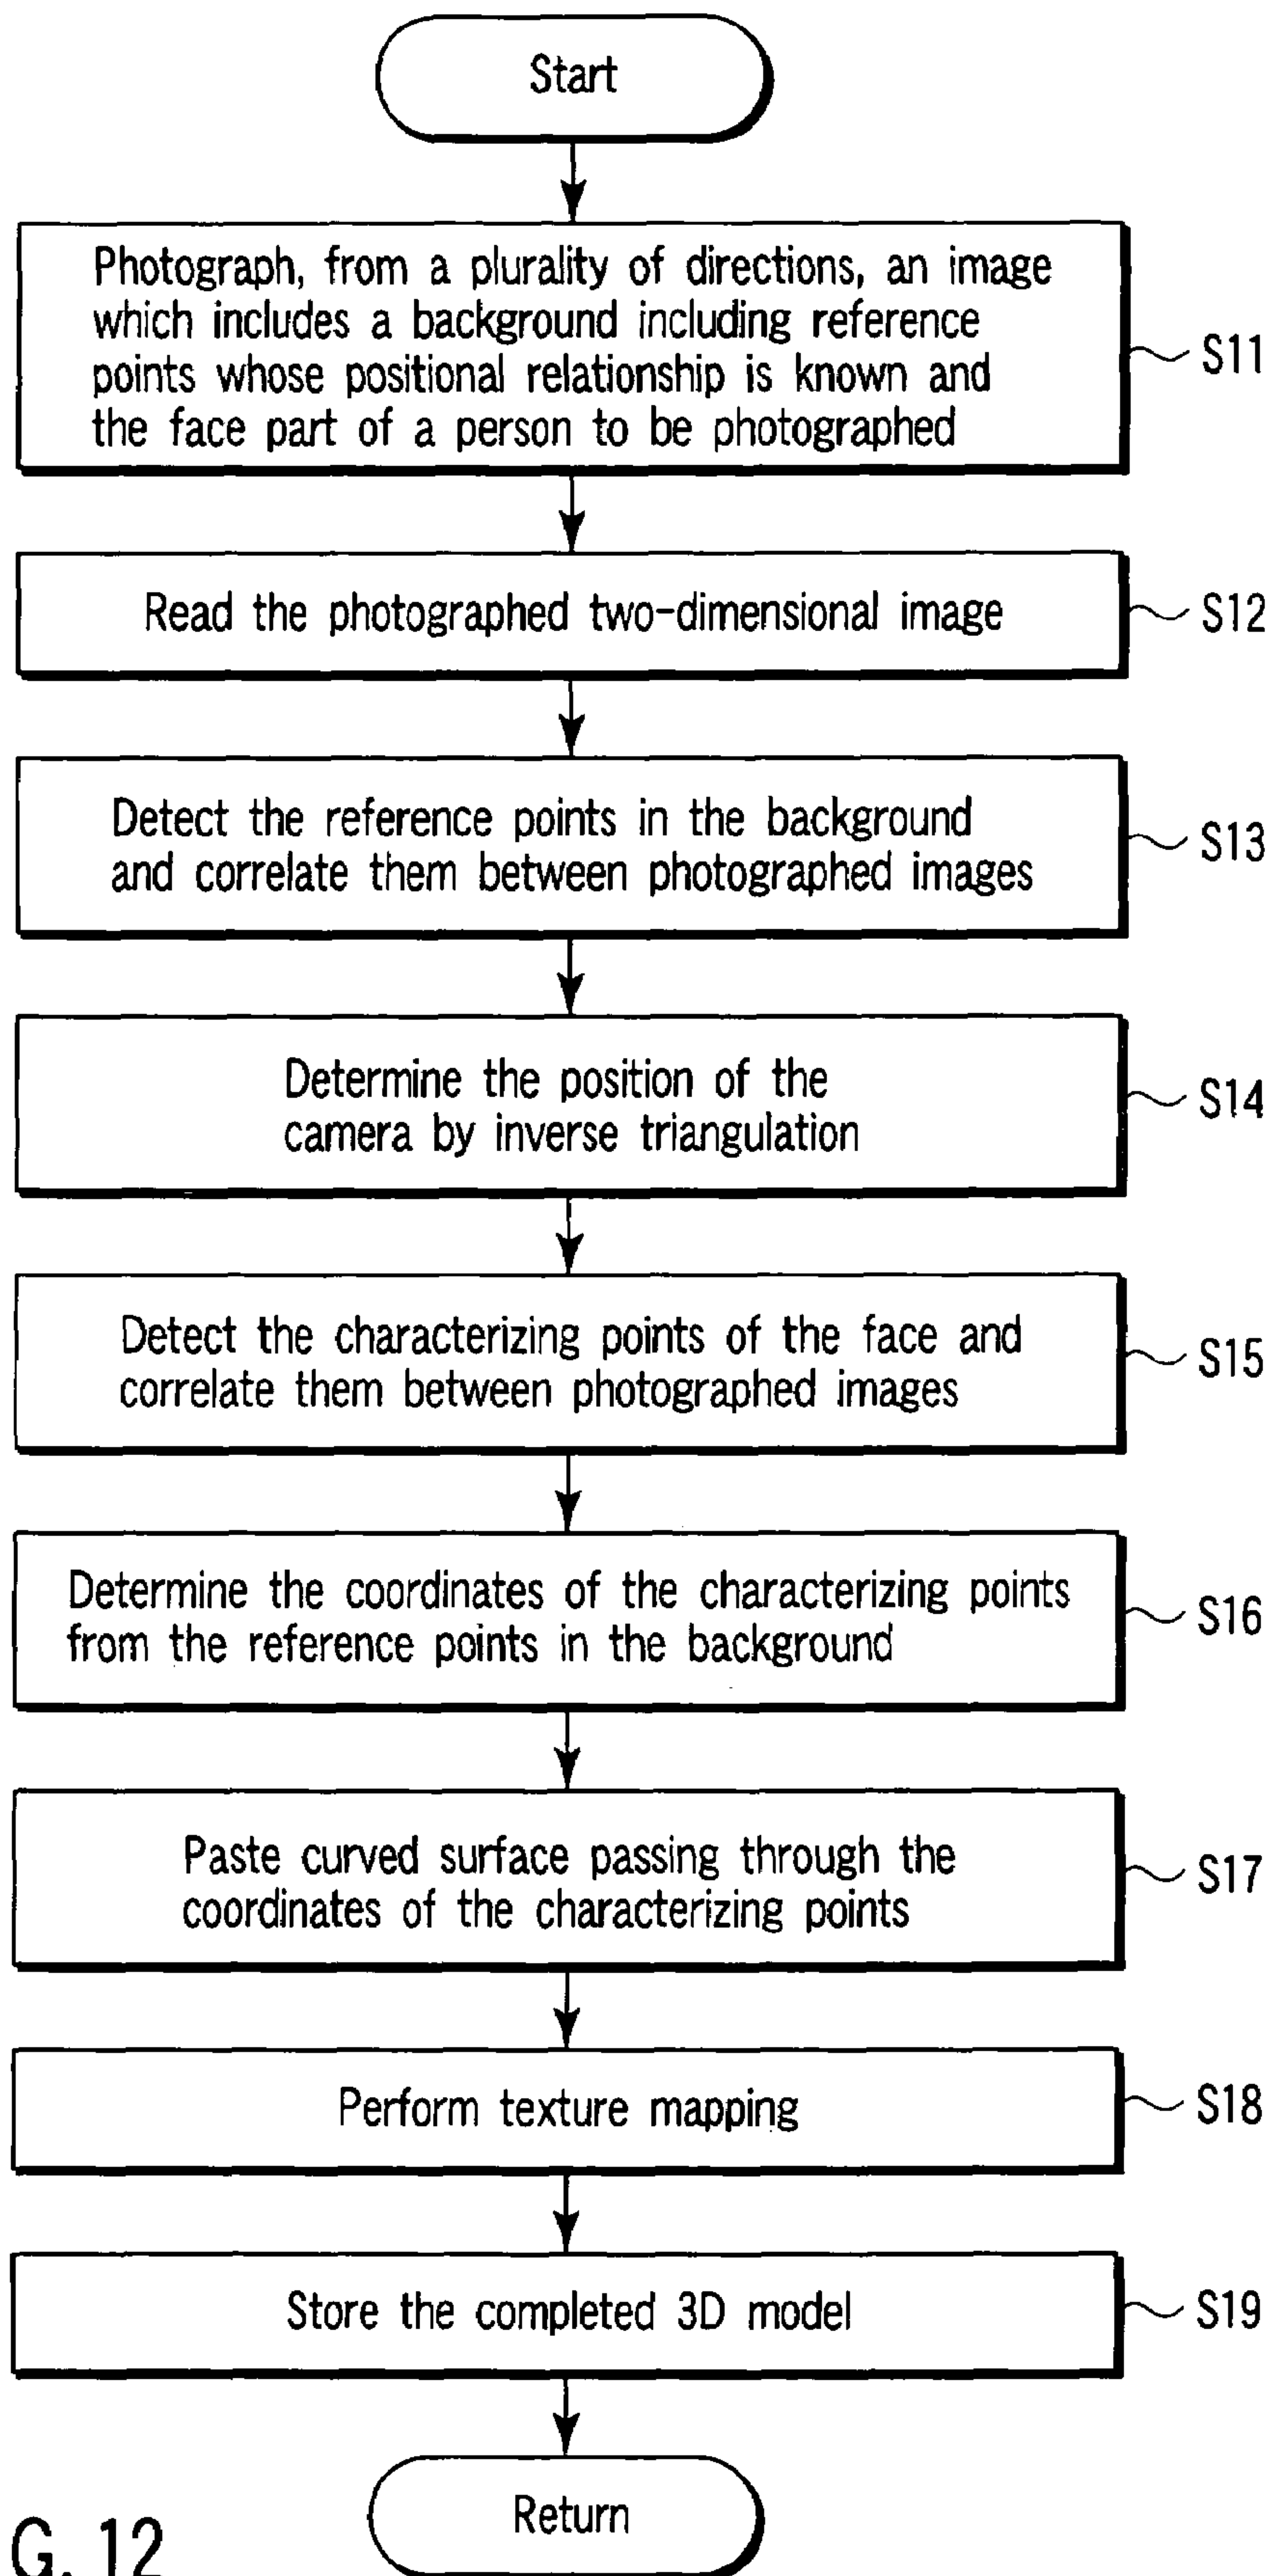 Start
Photograph, from a plurality of directions, an image
which includes a background including reference
points whose positional relationship is known and
the face part of a person to be photographed
S11
Read the photographed two-dimensional image
S12
Detect the reference points in the background
and correlate them between photographed images
S13
Determine the position of the
camera by inverse triangulation
S14
Detect the characterizing points of the face and
correlate them between photographed images
S15
Determine the coordinates of the characterizing points
from the reference points in the background
S16
Paste curved surface passing through the
coordinates of the characterizing points
S17
Perform texture mapping
S18
Store the completed 3D model
S19
Return
G. 12